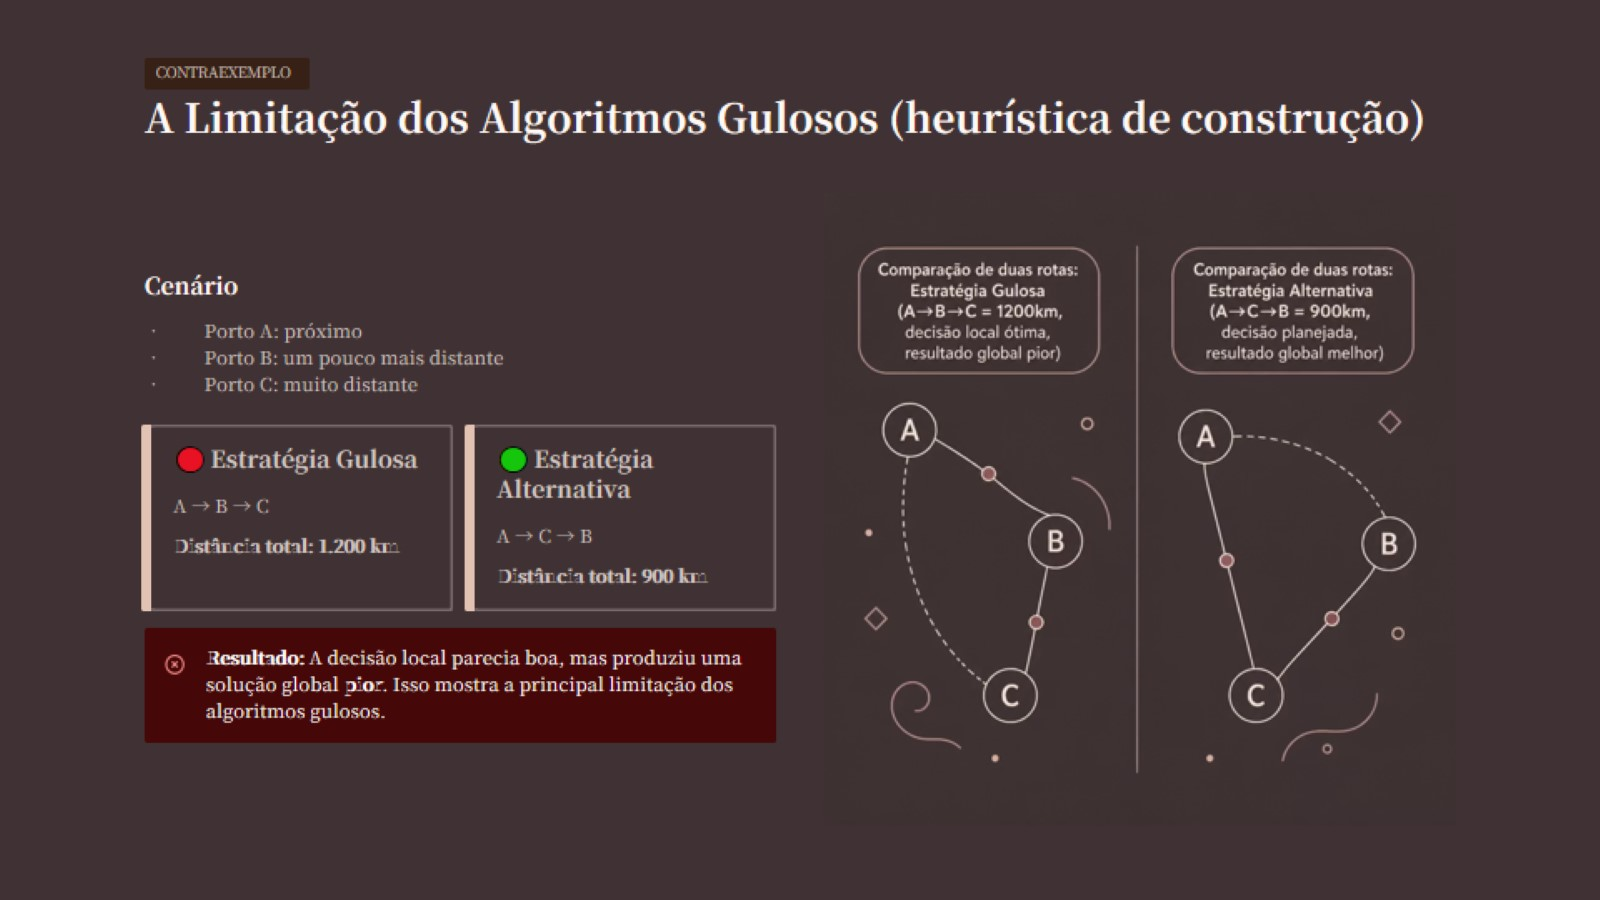 CONTRAEXEMPLO
A Limitação dos Algoritmos Gulosos (heurística de construção)
Cenário
· Porto A: próximo
· Porto B: um pouco mais distante
· Porto C: muito distante
Estratégia Gulosa
A → B → C
Distância total: 1.200 km
Estratégia
Alternativa
A → C → B
Distância total: 900 km
Resultado: A decisão local parecia boa, mas produziu uma
solução global pior. Isso mostra a principal limitação dos
algoritmos gulosos.
Comparação de duas rotas:
Estratégia Gulosa
(A→B→C = 1200km,
decisão local ótima,
resultado global pior)
A
B
C
Comparação de duas rotas:
Estratégia Alternativa
(A→C→B = 900km,
decisão planejada,
resultado global melhor)
A
B
C